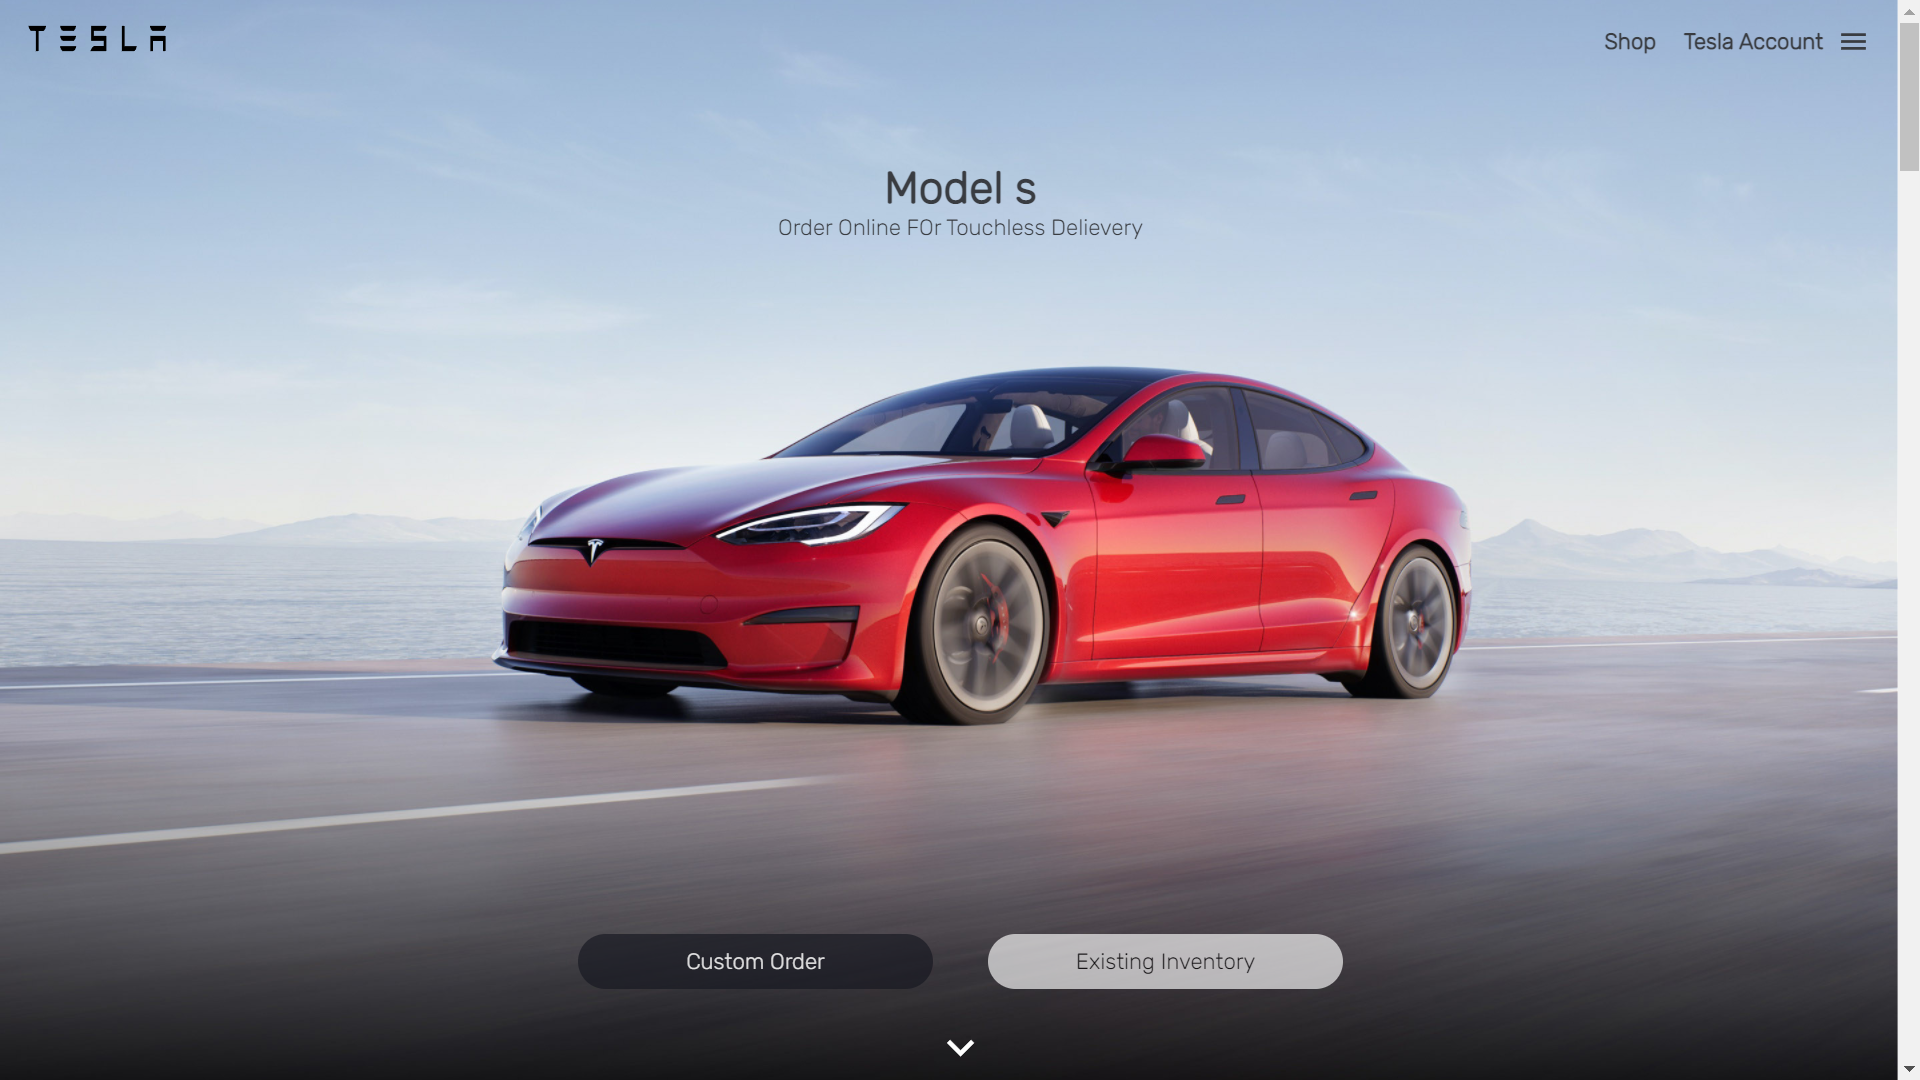 TESLA
Shop
Tesla Account
Model s
Order Online FOr Touchless Delievery
Custom Order
Existing Inventory